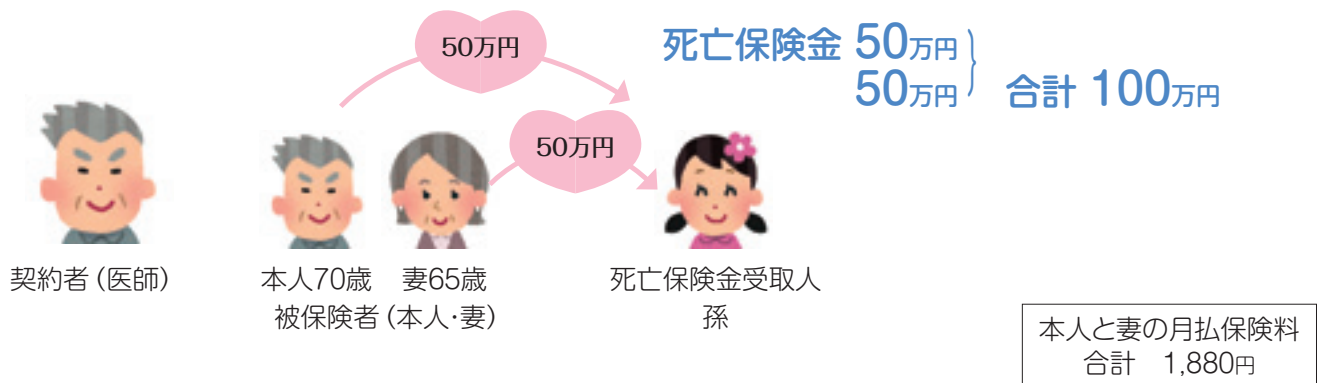 50万円
死亡保険金 50万円
50万円
合計 100万円
50万円
契約者(医師)
本人70歳 妻65歳
被保険者(本人・妻)
死亡保険金受取人
孫
本人と妻の月払保険料
合計 1,880円